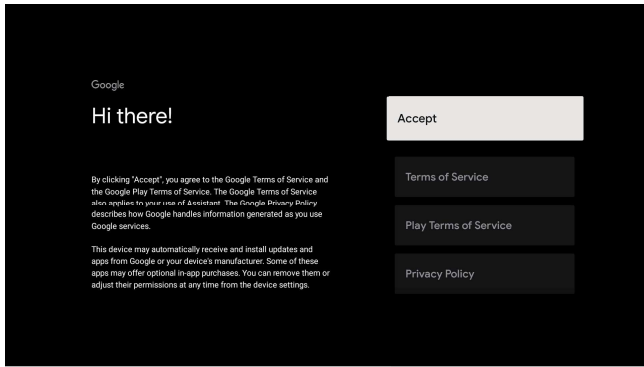 Google
Hi there!
By clicking "Accept", you agree to the Google Terms of Service and
the Google Play Terms of Service. The Google Terms of Service
also applies to your use of Assistant. The Google Privacy Policy
describes how Google handles information generated as you use
Google services.
This device may automatically receive and install updates and
apps from Google or your device's manufacturer. Some of these
apps may offer optional in-app purchases. You can remove them or
adjust their permissions at any time from the device settings.
Accept
Terms of Service
Play Terms of Service
Privacy Policy